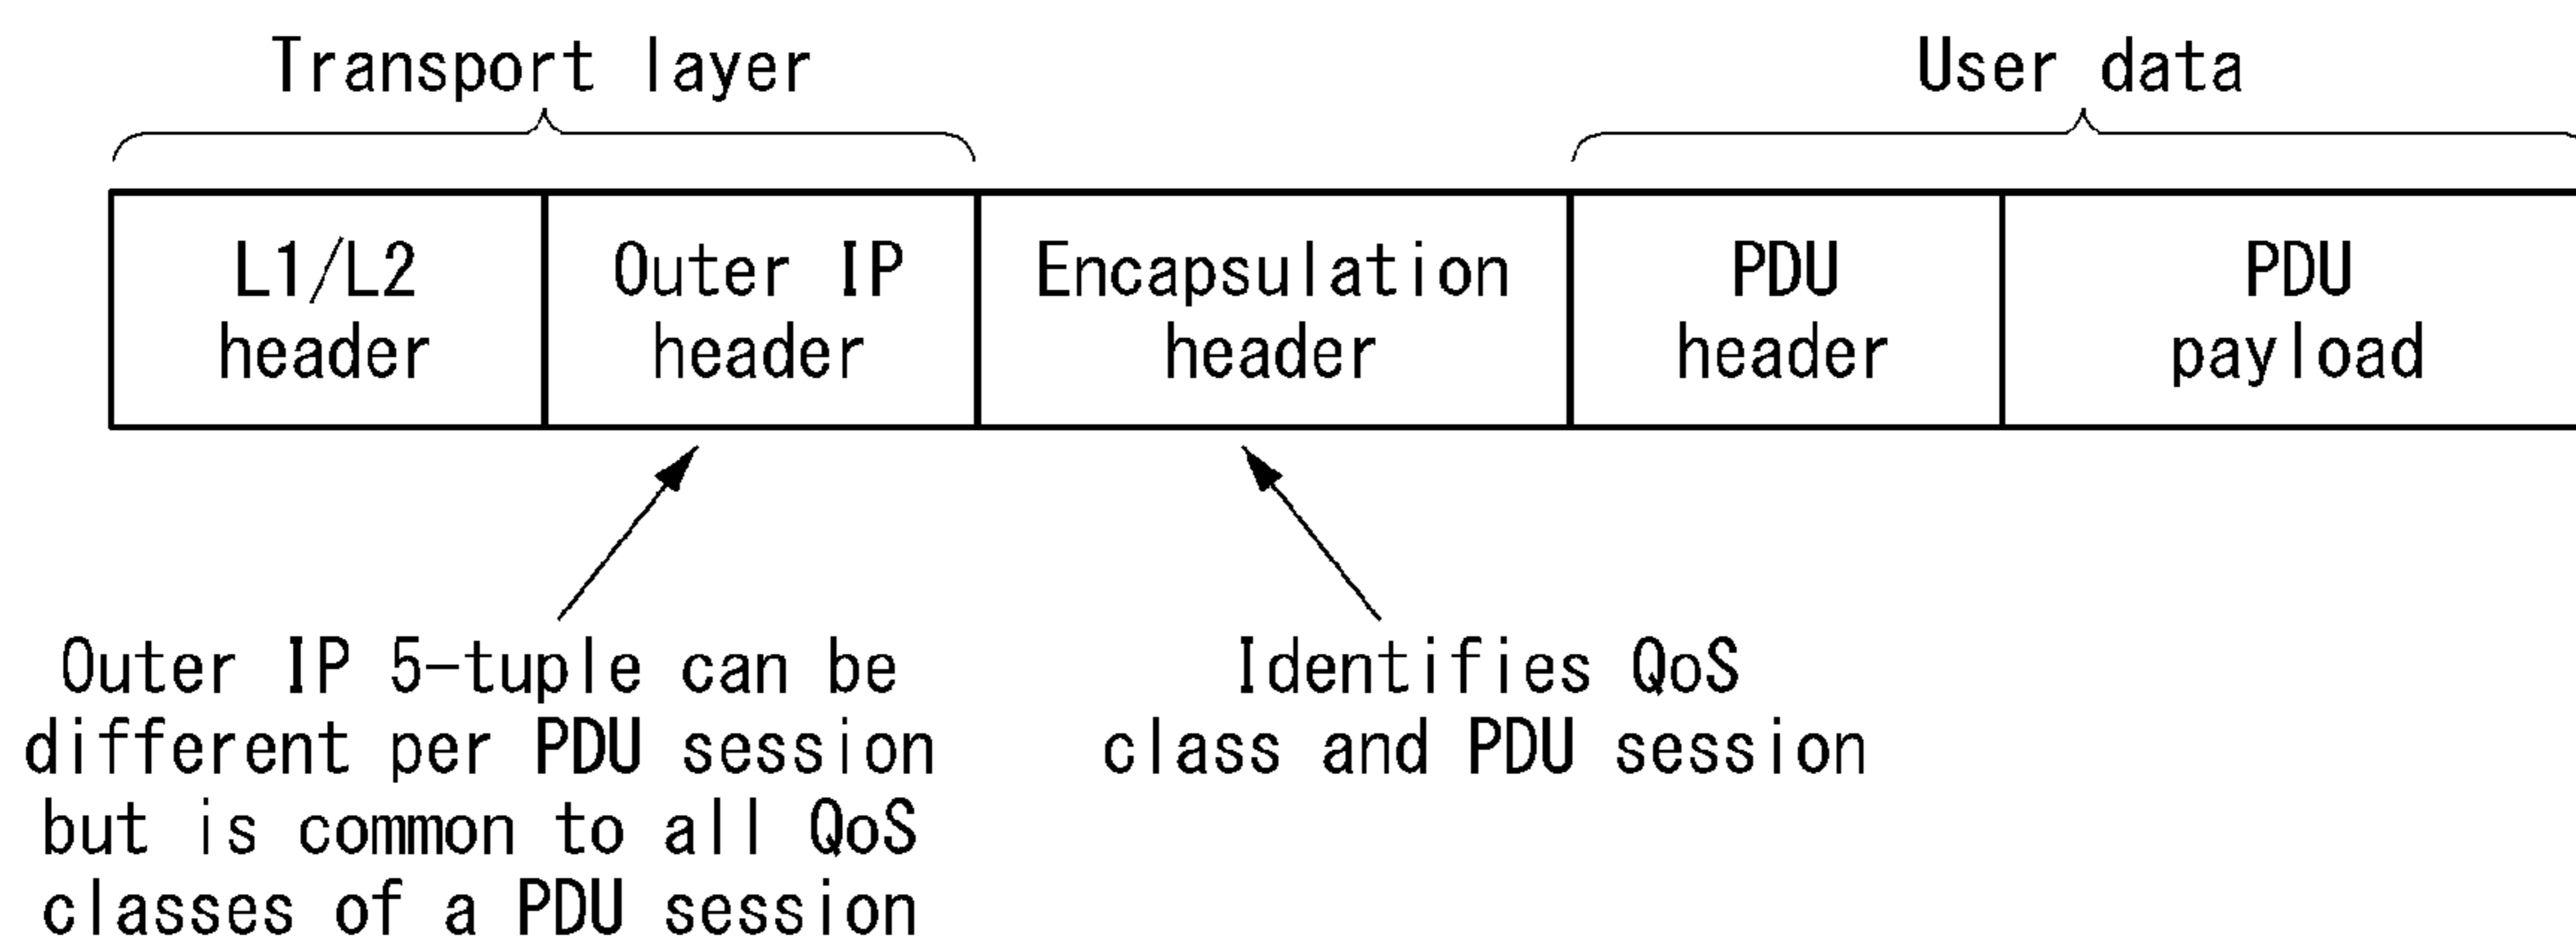 Transport layer
User data
L1/L2
header
Outer IP
header
Encapsulation
header
PDU
header
PDU
payload
Outer IP 5-tuple can be
different per PDU session
but is common to all QoS
classes of a PDU session
Identifies QoS
class and PDU session